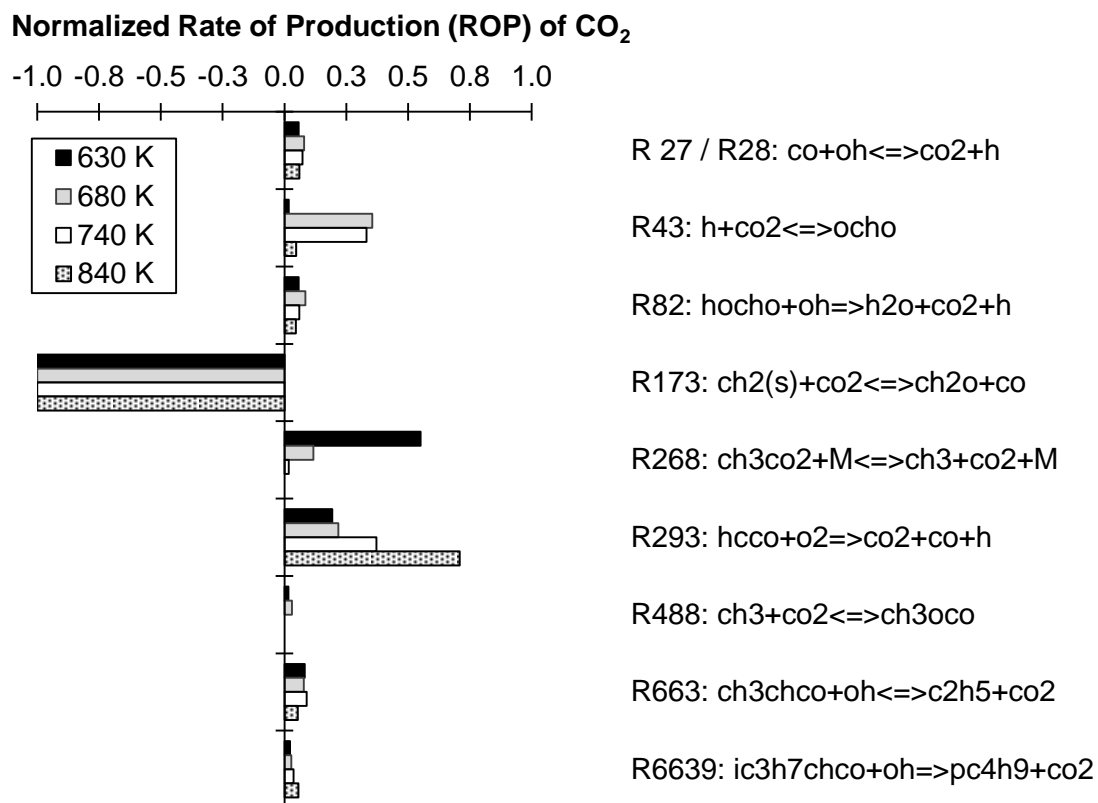 Normalized Rate of Production (ROP) of CO2
-1.0 -0.8 -0.5 -0.3 0.0 0.3 0.5 0.8 1.0
630 K
680 K
740 K
840 K
R 27 / R28: co+oh<=>co2+h
R43: h+co2<=>ocho
R82: hocho+oh=>h2o+co2+h
R173: ch2(s)+co2<=>ch2o+co
R268: ch3co2+M<=>ch3+co2+M
R293: hcco+o2=>co2+co+h
R488: ch3+co2<=>ch3oco
R663: ch3chco+oh<=>c2h5+co2
R6639: ic3h7chco+oh=>pc4h9+co2